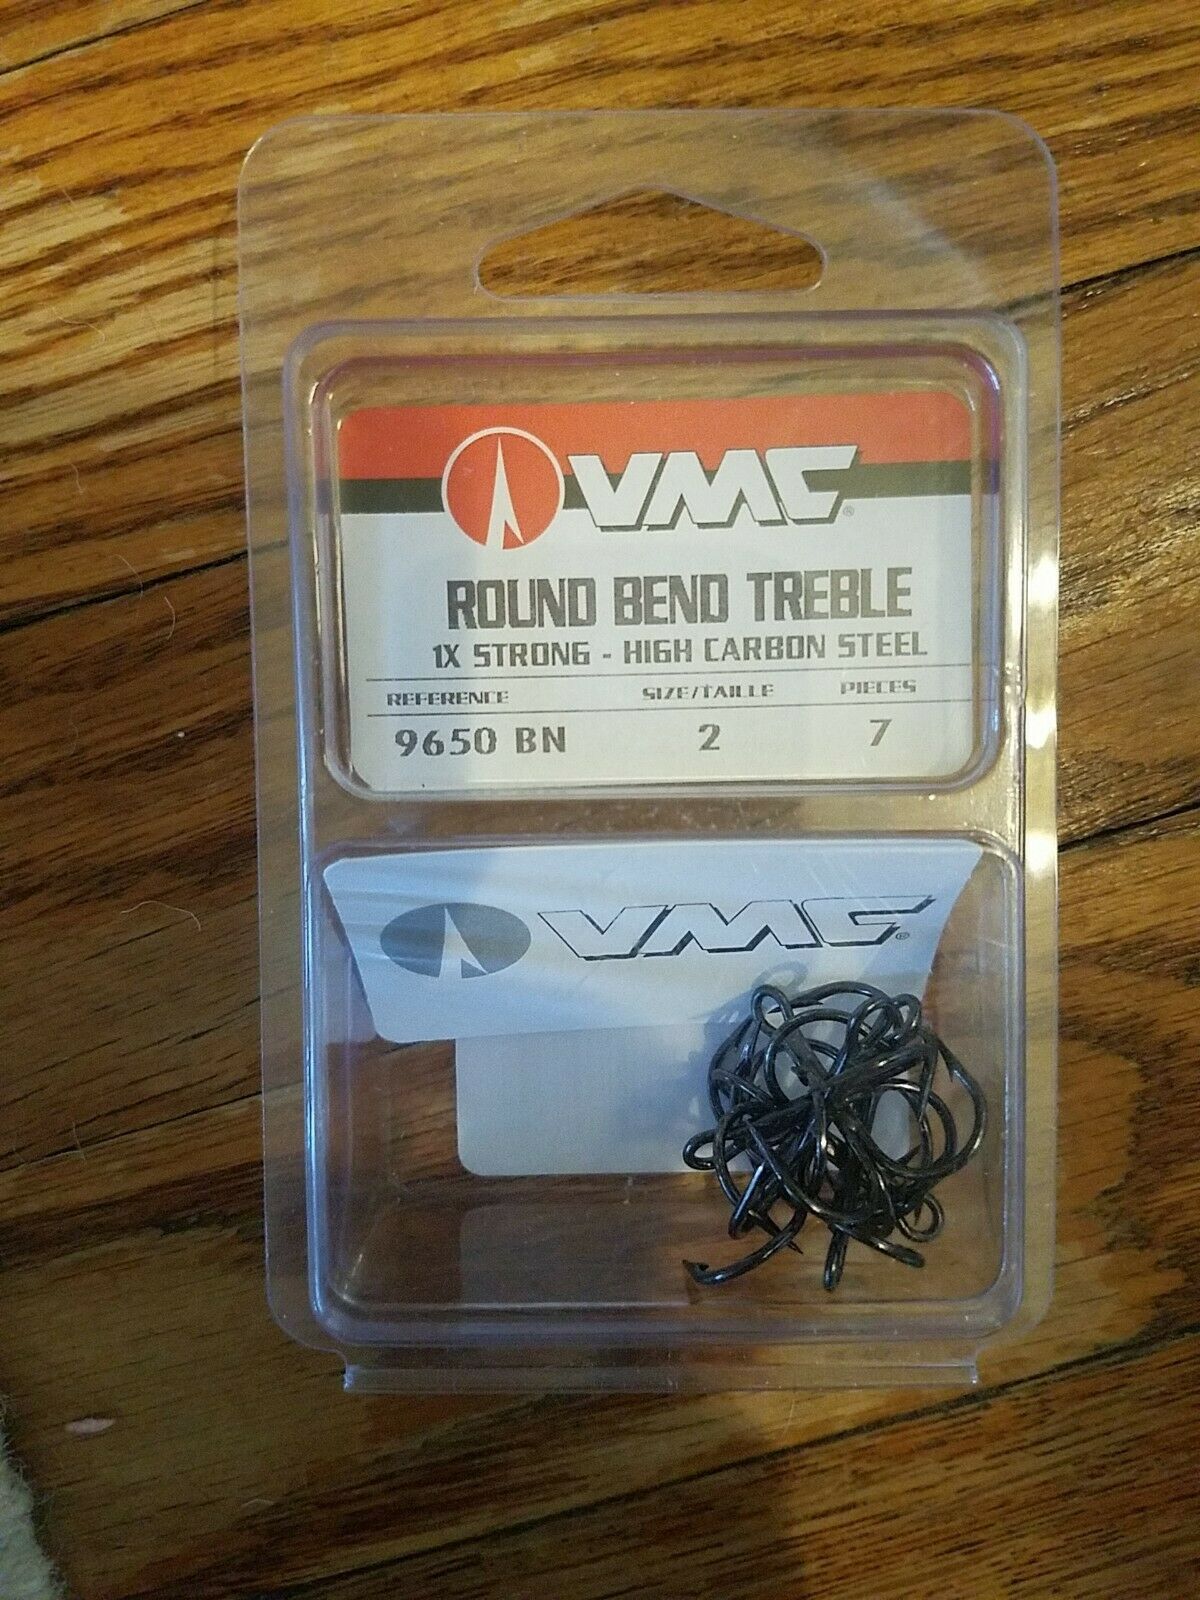 VMC®
ROUND BEND TREBLE
1X STRONG - HIGH CARBON STEEL
REFERENCE SIZE/TAILLE PIECES
9650 BN 2 7
VMC®